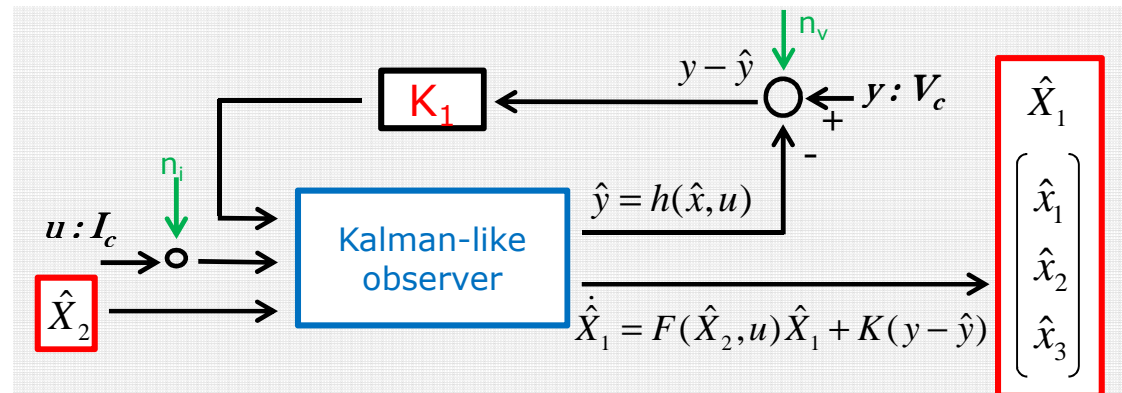 n_v
y − ŷ
K₁
y : V_c
+
-
n_i
ŷ = h(x̂, u)
u : I_c
Kalman-like
observer
X̂₂
Ẋ̂₁ = F(X̂₂, u)X̂₁ + K(y − ŷ)
X̂₁
x̂₁
x̂₂
x̂₃